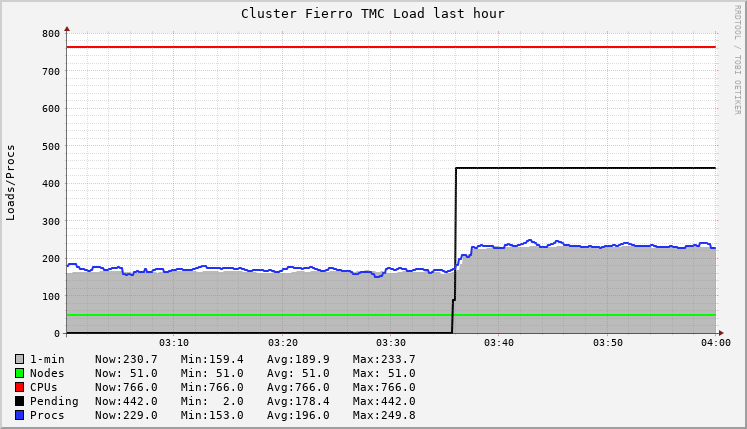 Cluster Fierro TMC Load last hour
RRDTOOL / TOBI OETIKER
Loads/Procs
800
700
600
500
400
300
200
100
0
03:10 03:20 03:30 03:40 03:50 04:00
1-min Now:230.7 Min:159.4 Avg:189.9 Max:233.7
Nodes Now: 51.0 Min: 51.0 Avg: 51.0 Max: 51.0
CPUs Now:766.0 Min:766.0 Avg:766.0 Max:766.0
Pending Now:442.0 Min: 2.0 Avg:178.4 Max:442.0
Procs Now:229.0 Min:153.0 Avg:196.0 Max:249.8